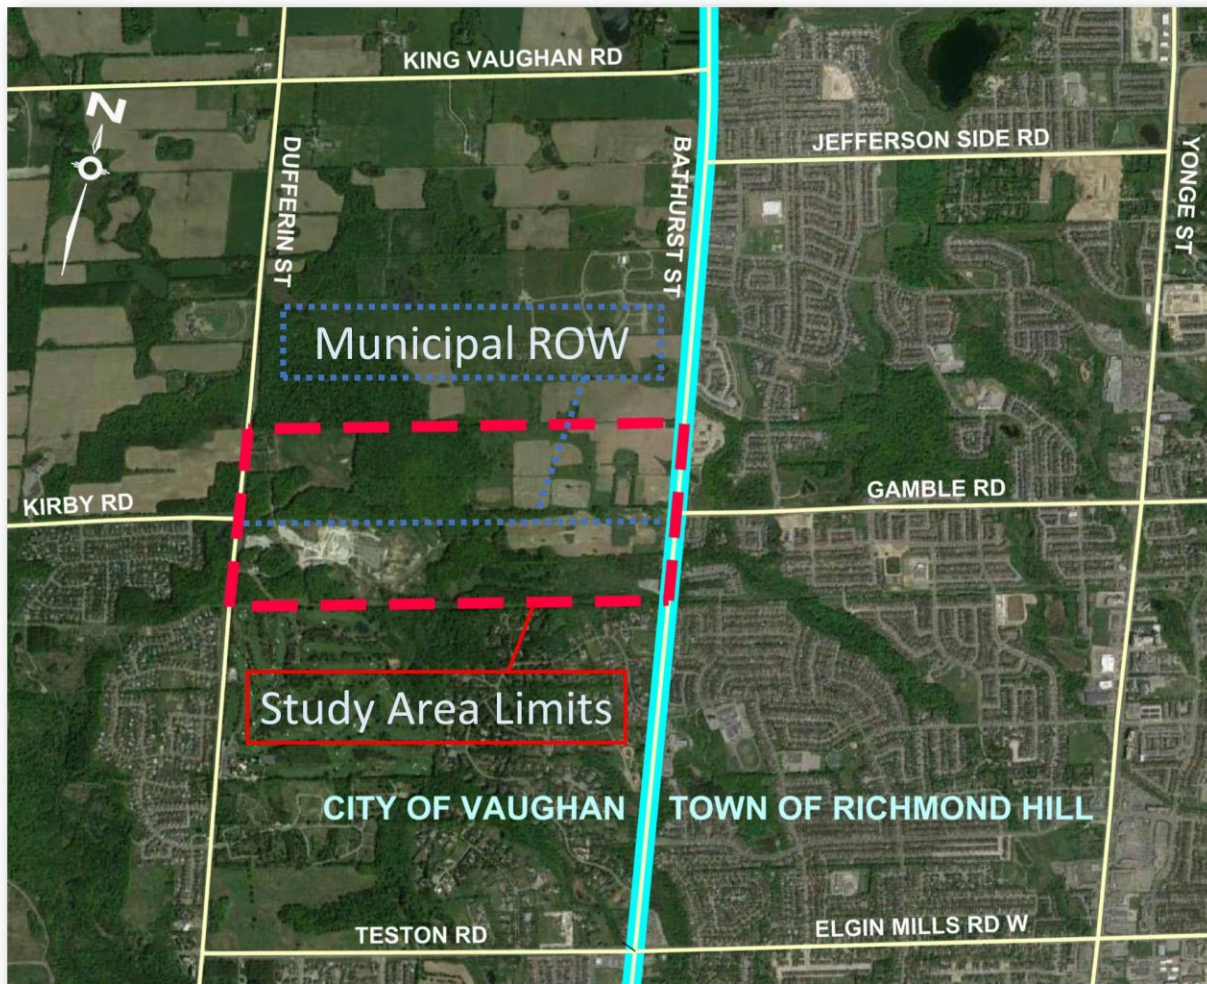 KING VAUGHAN RD
N
JEFFERSON SIDE RD
DUFFERIN ST
BATHURST ST
YONGE ST
Municipal ROW
KIRBY RD
GAMBLE RD
Study Area Limits
CITY OF VAUGHAN
TOWN OF RICHMOND HILL
TESTON RD
ELGIN MILLS RD W